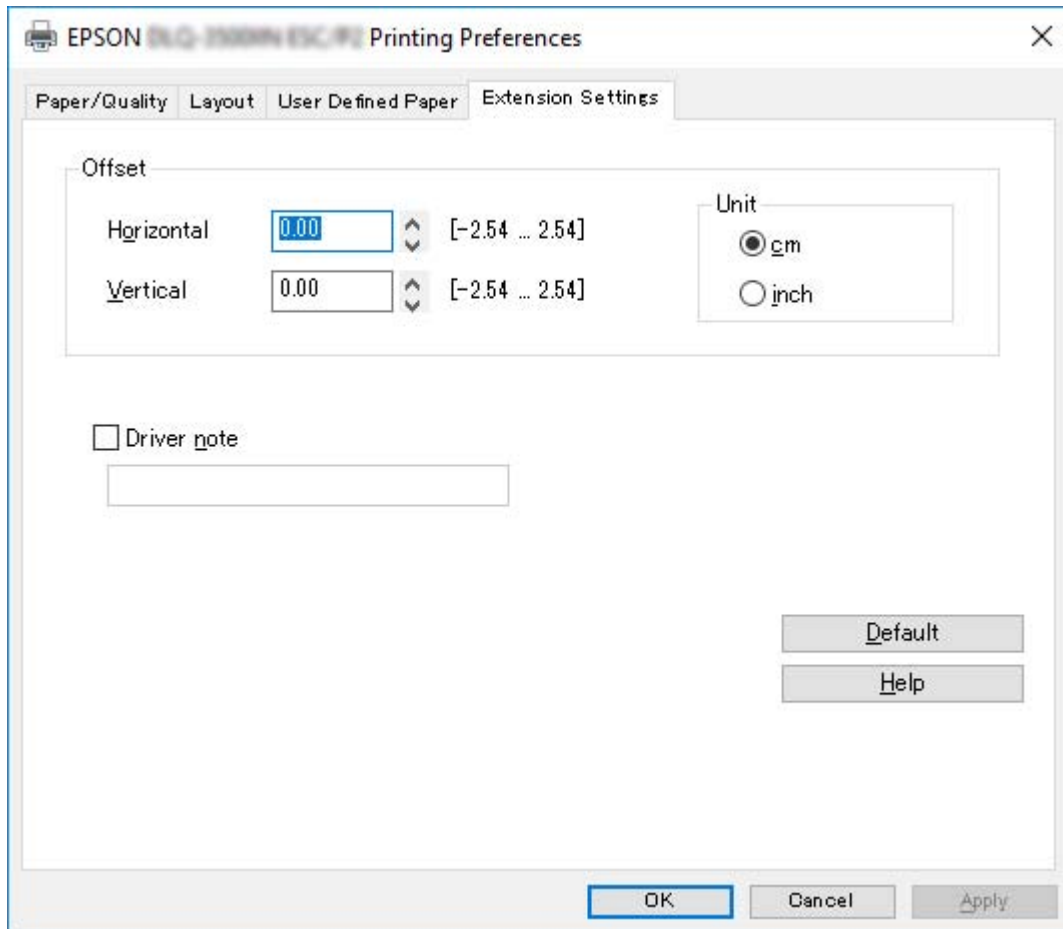 EPSON Printing Preferences
Paper/Quality Layout User Defined Paper Extension Settings
Offset
Horizontal 0.00 [-2.54 ... 2.54]
Vertical 0.00 [-2.54 ... 2.54]
Unit
cm
inch
Driver note
Default
Help
OK Cancel Apply